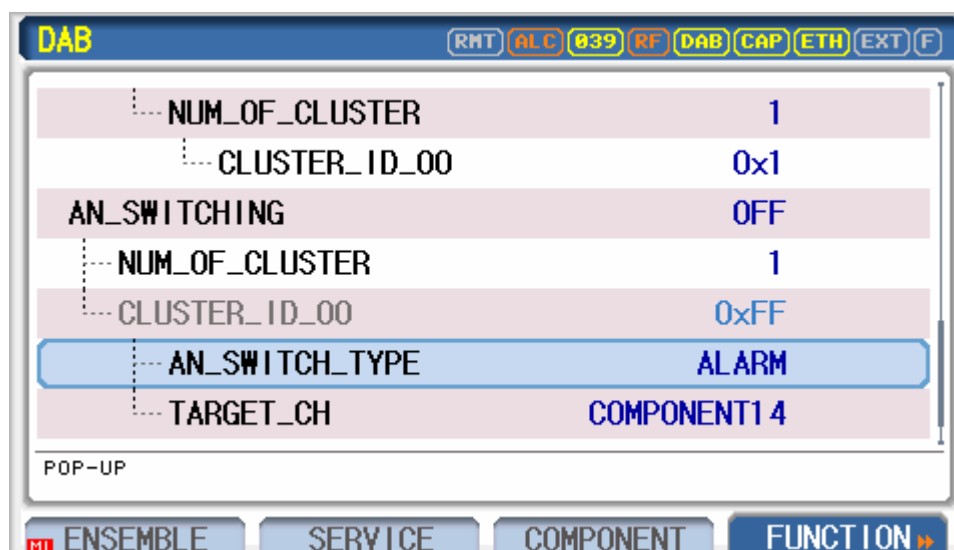 DAB RMT ALC 039 RF DAB CAP ETH EXT F
NUM_OF_CLUSTER 1
CLUSTER_ID_00 0x1
AN_SWITCHING OFF
NUM_OF_CLUSTER 1
CLUSTER_ID_00 0xFF
AN_SWITCH_TYPE ALARM
TARGET_CH COMPONENT14
POP-UP
ENSEMBLE SERVICE COMPONENT FUNCTION